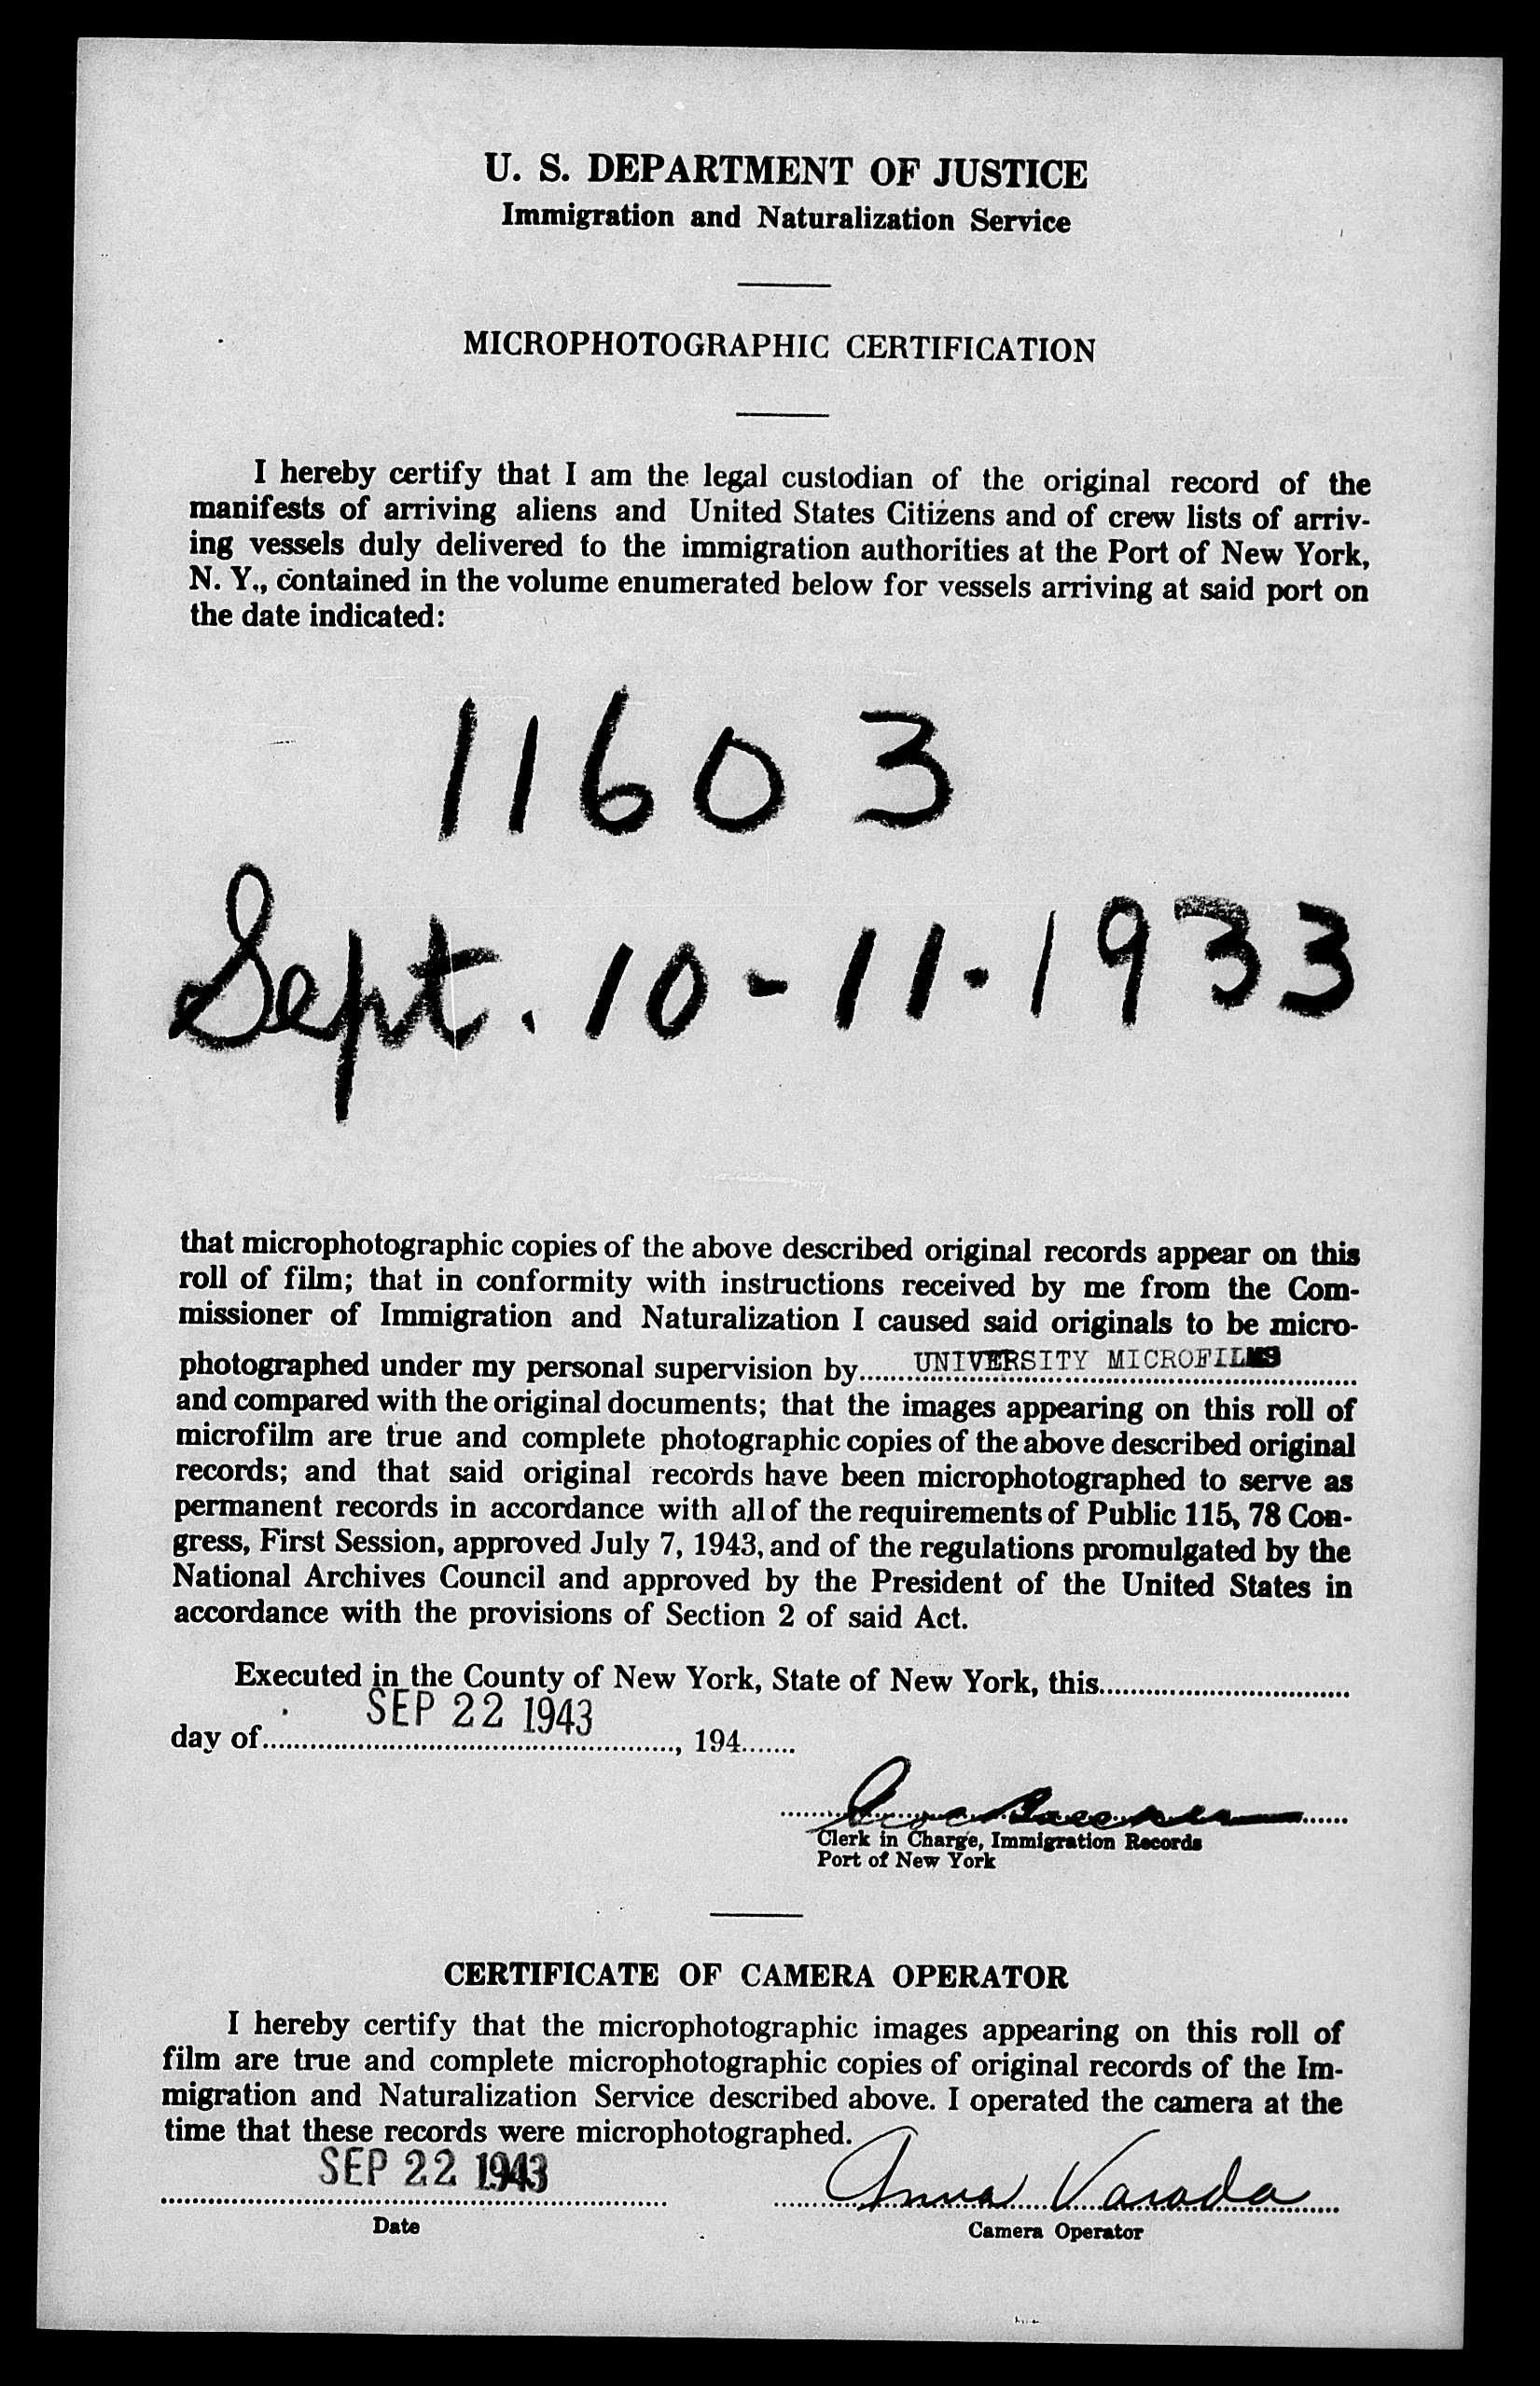 U. S. DEPARTMENT OF JUSTICE
Immigration and Naturalization Service
MICROPHOTOGRAPHIC CERTIFICATION
I hereby certify that I am the legal custodian of the original record of the
manifests of arriving aliens and United States Citizens and of crew lists of arriv-
ing vessels duly delivered to the immigration authorities at the Port of New York,
N. Y., contained in the volume enumerated below for vessels arriving at said port on
the date indicated:
11603
Sept. 10-11-1933
that microphotographic copies of the above described original records appear on this
roll of film; that in conformity with instructions received by me from the Com-
missioner of Immigration and Naturalization I caused said originals to be micro-
photographed under my personal supervision by UNIVERSITY MICROFILMS
and compared with the original documents; that the images appearing on this roll of
microfilm are true and complete photographic copies of the above described original
records; and that said original records have been microphotographed to serve as
permanent records in accordance with all of the requirements of Public 115, 78 Con-
gress, First Session, approved July 7, 1943, and of the regulations promulgated by the
National Archives Council and approved by the President of the United States in
accordance with the provisions of Section 2 of said Act.
Executed in the County of New York, State of New York, this
day of SEP 22 1943, 194
Clerk in Charge, Immigration Records
Port of New York
CERTIFICATE OF CAMERA OPERATOR
I hereby certify that the microphotographic images appearing on this roll of
film are true and complete microphotographic copies of original records of the Im-
migration and Naturalization Service described above. I operated the camera at the
time that these records were microphotographed.
SEP 22 1943 Anna Varada
Date Camera Operator